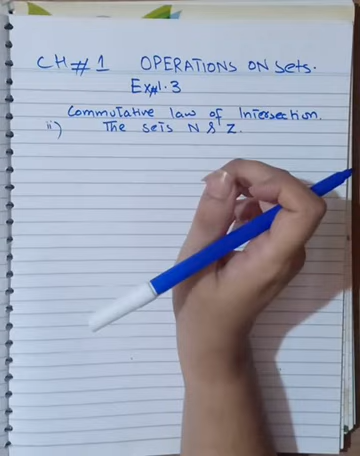 CH # 1 OPERATIONS ON Sets.
Ex#1.3
Commutative law of Intersection.
ii) The sets N & Z.